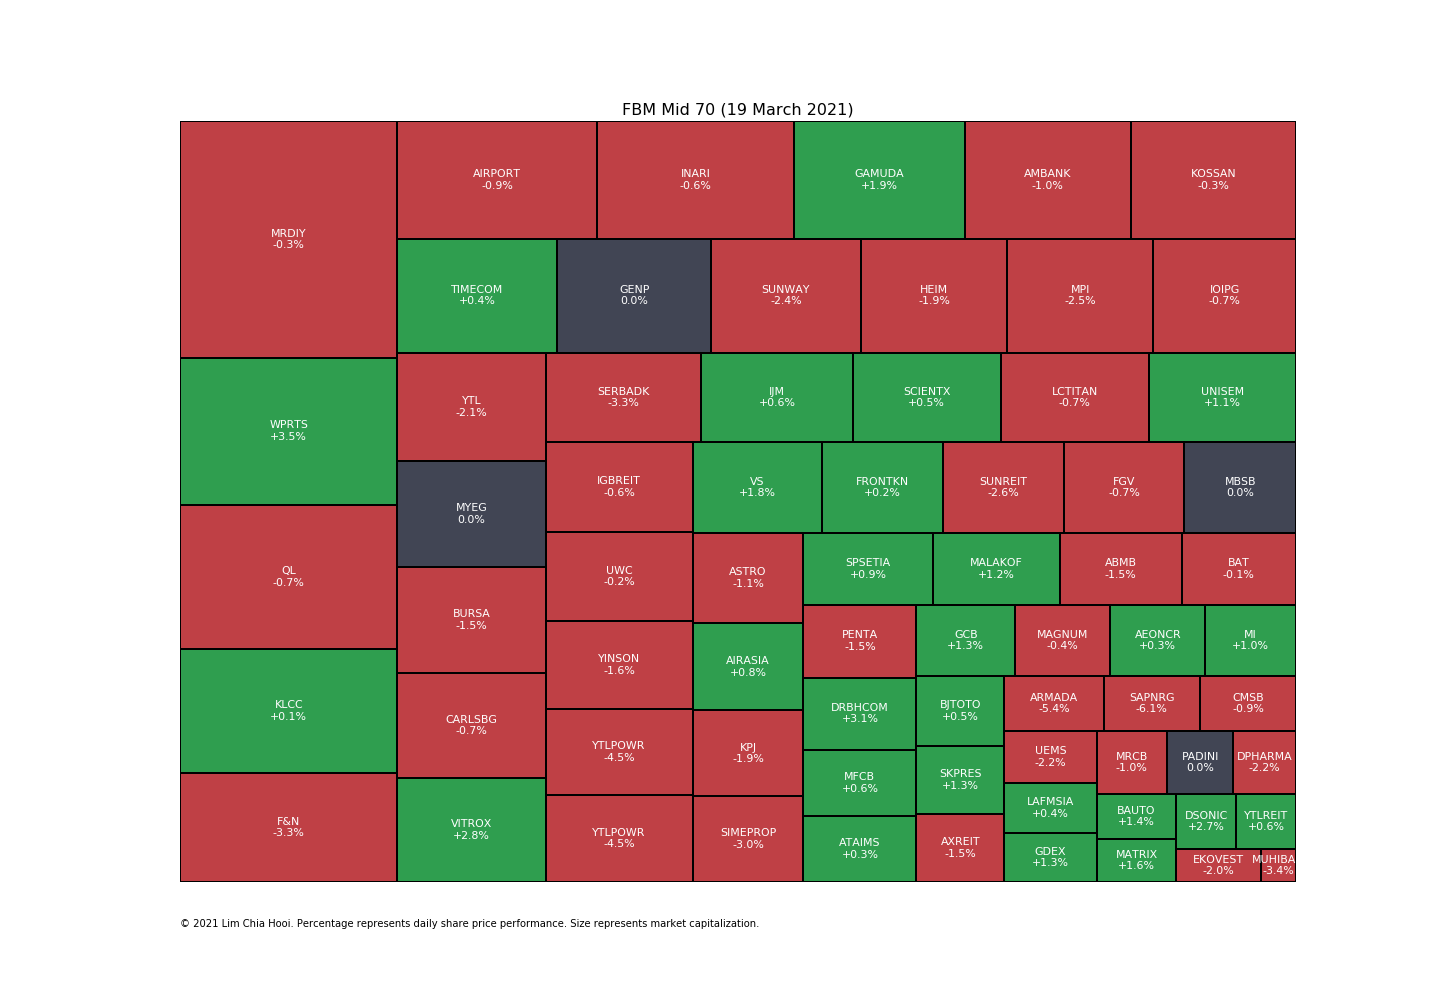 FBM Mid 70 (19 March 2021)
MRDIY
-0.3%
WPRTS
+3.5%
QL
-0.7%
KLCC
+0.1%
F&N
-3.3%
AIRPORT
-0.9%
INARI
-0.6%
GAMUDA
+1.9%
AMBANK
-1.0%
KOSSAN
-0.3%
TIMECOM
+0.4%
GENP
0.0%
SUNWAY
-2.4%
HEIM
-1.9%
MPI
-2.5%
IOIPG
-0.7%
YTL
-2.1%
MYEG
0.0%
BURSA
-1.5%
CARLSBG
-0.7%
VITROX
+2.8%
SERBADK
-3.3%
IJM
+0.6%
SCIENTX
+0.5%
LCTITAN
-0.7%
UNISEM
+1.1%
IGBREIT
-0.6%
UWC
-0.2%
YINSON
-1.6%
YTLPOWR
-4.5%
YTLPOWR
-4.5%
VS
+1.8%
FRONTKN
+0.2%
SUNREIT
-2.6%
FGV
-0.7%
MBSB
0.0%
ASTRO
-1.1%
AIRASIA
+0.8%
KPJ
-1.9%
SIMEPROP
-3.0%
SPSETIA
+0.9%
MALAKOF
+1.2%
ABMB
-1.5%
BAT
-0.1%
PENTA
-1.5%
DRBHCOM
+3.1%
MFCB
+0.6%
ATAIMS
+0.3%
GCB
+1.3%
MAGNUM
-0.4%
AEONCR
+0.3%
MI
+1.0%
BJTOTO
+0.5%
SKPRES
+1.3%
AXREIT
-1.5%
ARMADA
-5.4%
SAPNRG
-6.1%
CMSB
-0.9%
UEMS
-2.2%
LAFMSIA
+0.4%
GDEX
+1.3%
MRCB
-1.0%
PADINI
0.0%
DPHARMA
-2.2%
BAUTO
+1.4%
MATRIX
+1.6%
DSONIC
+2.7%
YTLREIT
+0.6%
EKOVEST
-2.0%
MUHIBA
-3.4%
© 2021 Lim Chia Hooi. Percentage represents daily share price performance. Size represents market capitalization.